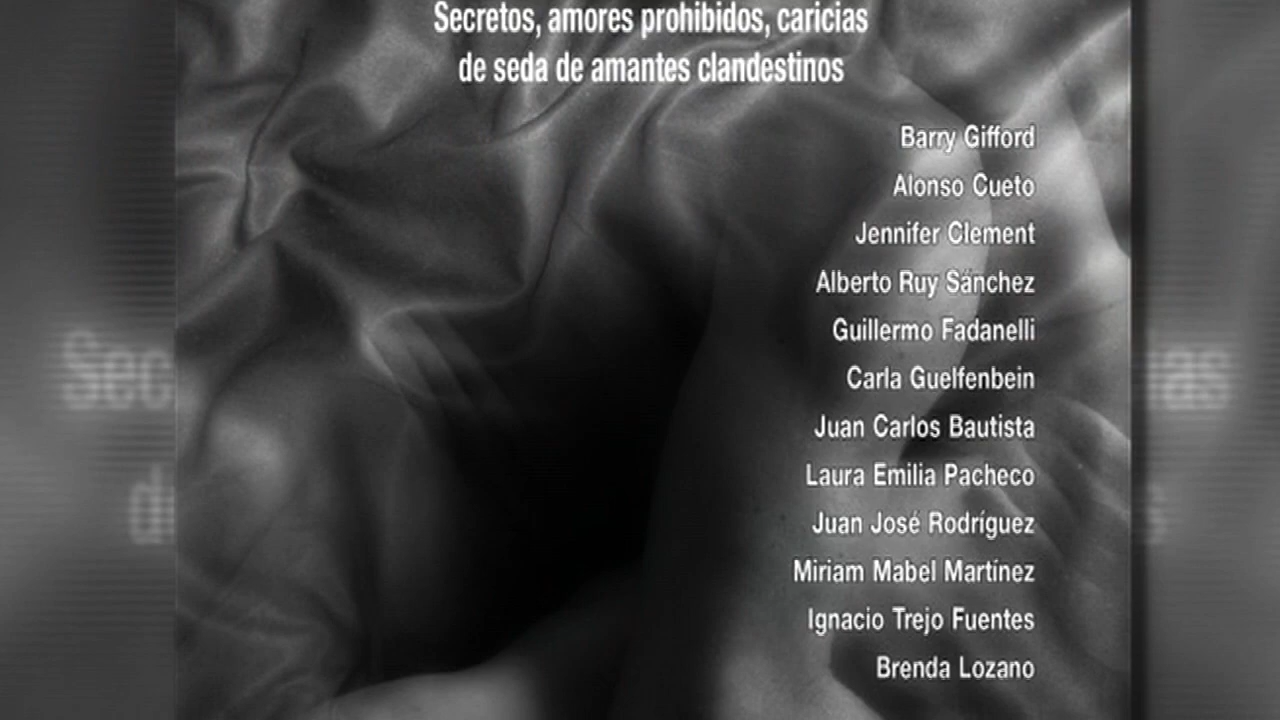 Secretos, amores prohibidos, caricias
de seda de amantes clandestinos
Barry Gifford
Alonso Cueto
Jennifer Clement
Alberto Ruy Sánchez
Guillermo Fadanelli
Carla Guelfenbein
Juan Carlos Bautista
Laura Emilia Pacheco
Juan José Rodríguez
Miriam Mabel Martínez
Ignacio Trejo Fuentes
Brenda Lozano